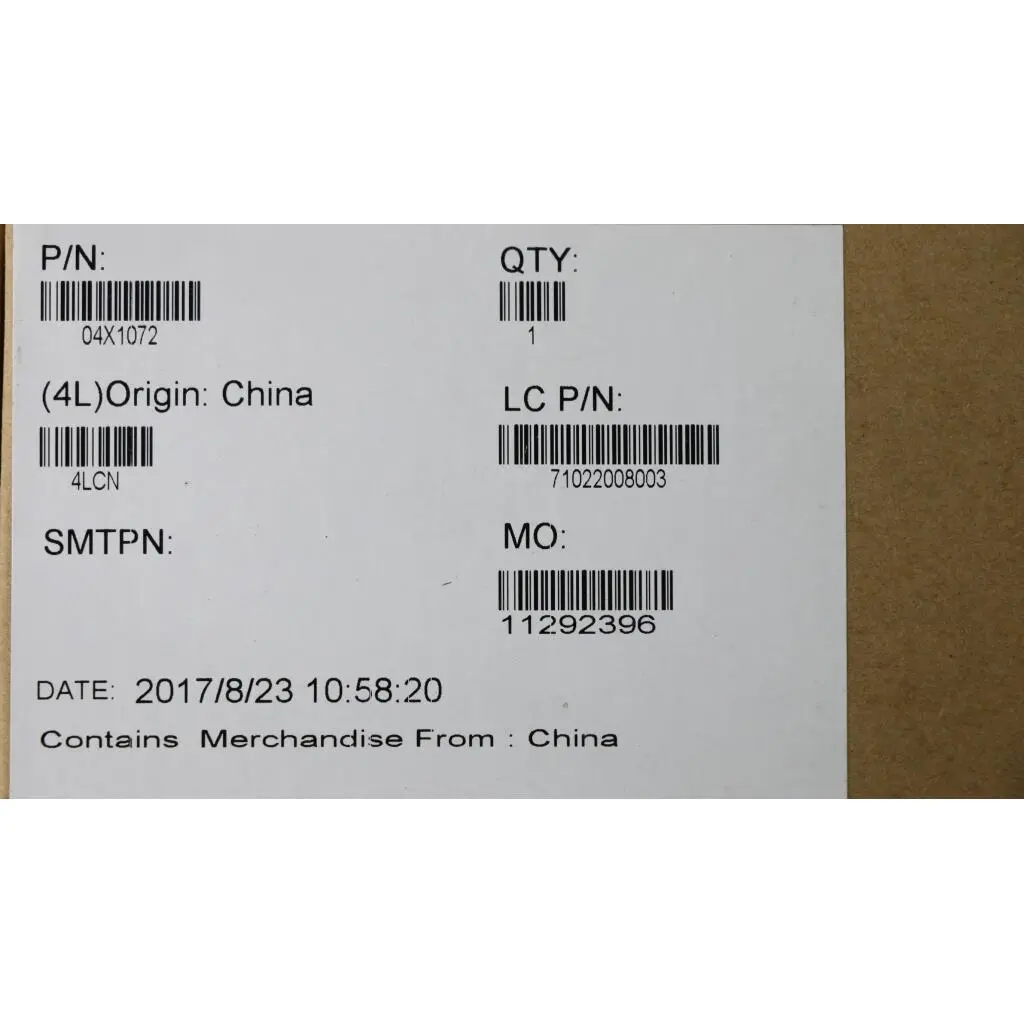 P/N:
04X1072
QTY:
1
(4L)Origin: China
4LCN
LC P/N:
71022008003
SMTPN:
MO:
11292396
DATE: 2017/8/23 10:58:20
Contains Merchandise From : China